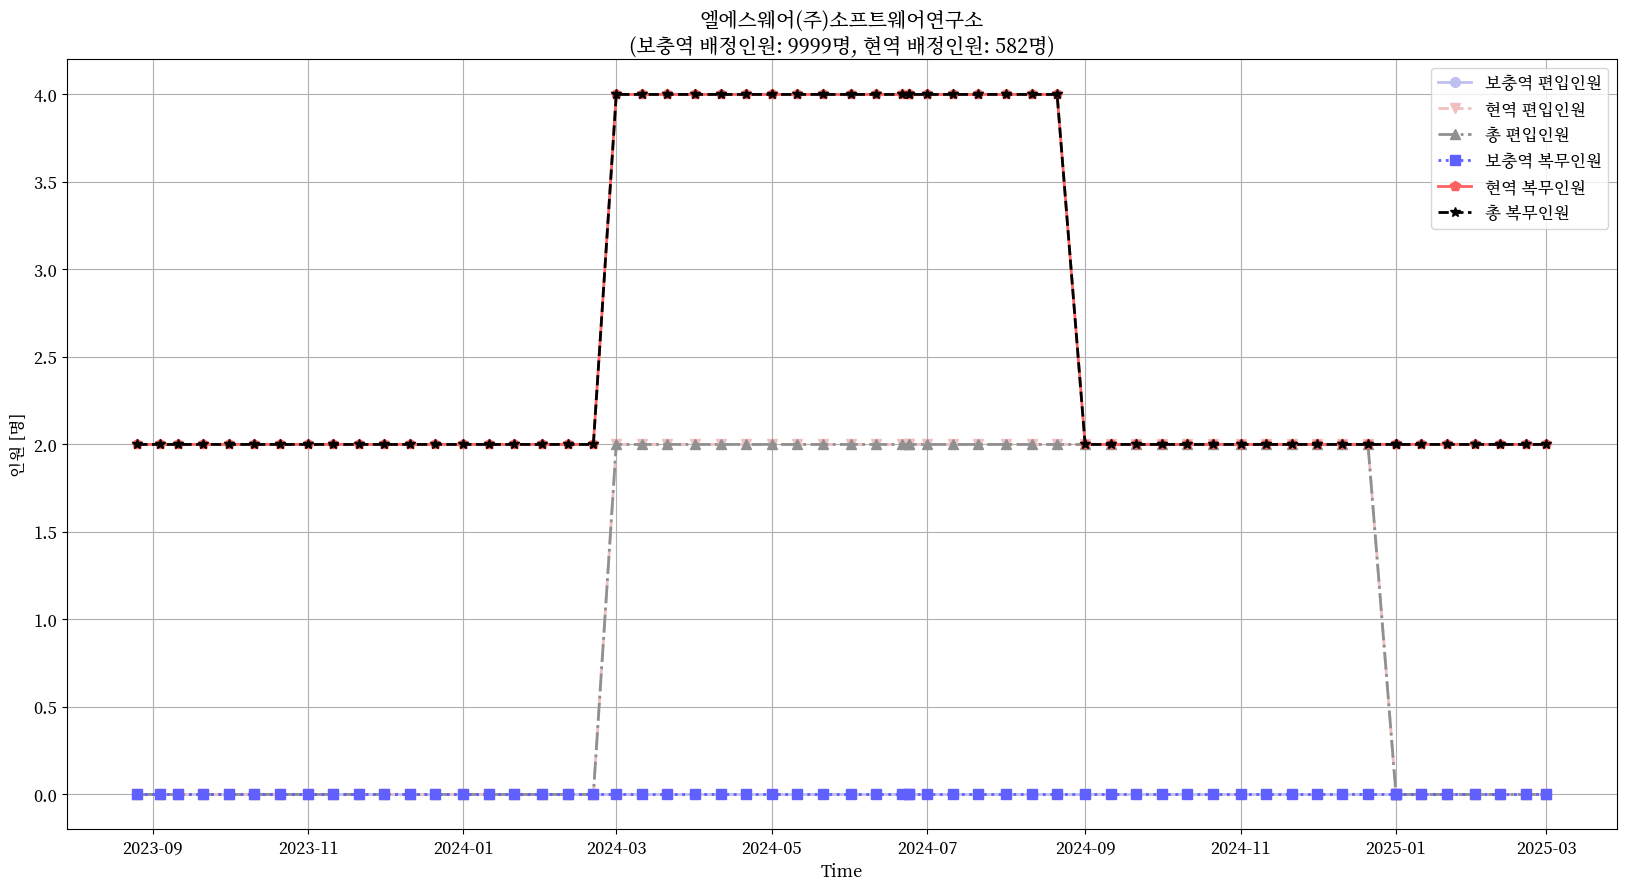 엘에스웨어(주)소프트웨어연구소
(보충역 배정인원: 9999명, 현역 배정인원: 582명)
보충역 편입인원
현역 편입인원
총 편입인원
보충역 복무인원
현역 복무인원
총 복무인원
인원 [명]
4.0
3.5
3.0
2.5
2.0
1.5
1.0
0.5
0.0
2023-09
2023-11
2024-01
2024-03
2024-05
2024-07
2024-09
2024-11
2025-01
2025-03
Time